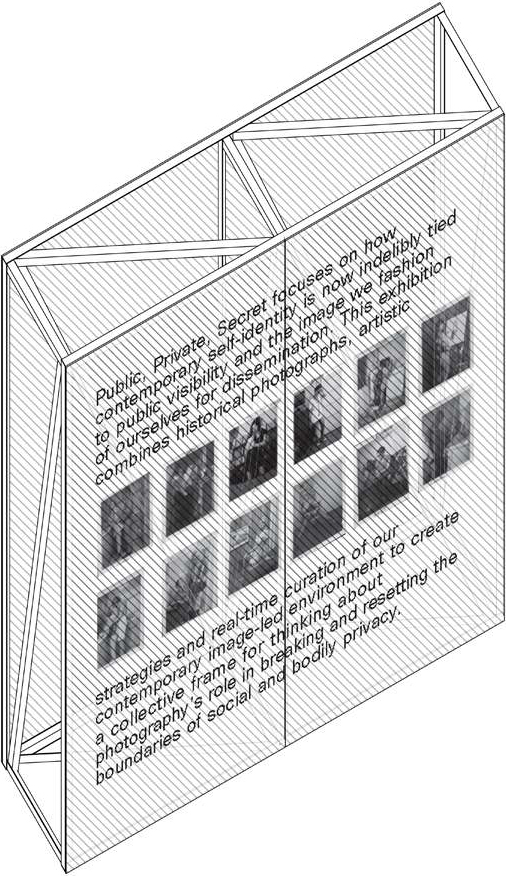 Public, Private, Secret focuses on how
contemporary self-identity is now indelibly tied
to public visibility and the image we fashion
of ourselves for dissemination. This exhibition
combines historical photographs, artistic
strategies and real-time curation of our
contemporary image-led environment to create
a collective frame for thinking about
photography's role in breaking and resetting the
boundaries of social and bodily privacy.